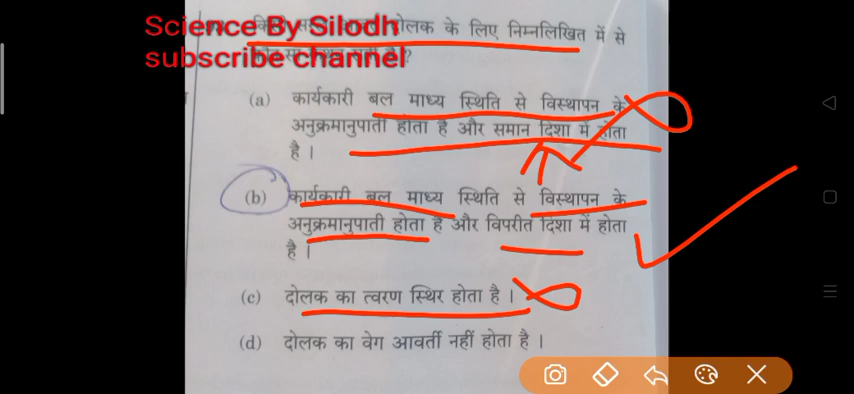 Science By Silodh
दोलक के लिए निम्नलिखित में से
subscribe channel ?
(a) कार्यकारी बल माध्य स्थिति से विस्थापन के
अनुक्रमानुपाती होता है और समान दिशा में होता
है ।
(b) कार्यकारी बल माध्य स्थिति से विस्थापन के
अनुक्रमानुपाती होता है और विपरीत दिशा में होता
है ।
(c) दोलक का त्वरण स्थिर होता है ।
(d) दोलक का वेग आवर्ती नहीं होता है ।